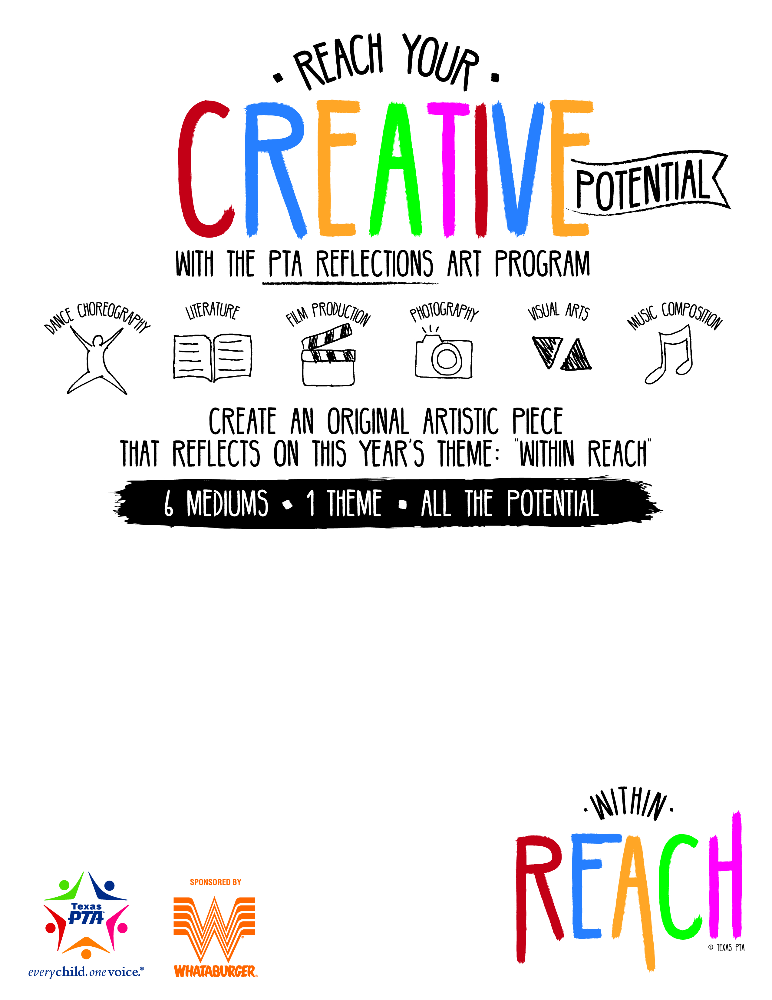 · REACH YOUR ·
CREATIVE
POTENTIAL
WITH THE PTA REFLECTIONS ART PROGRAM
DANCE CHOREOGRAPHY
LITERATURE
FILM PRODUCTION
PHOTOGRAPHY
VISUAL ARTS
MUSIC COMPOSITION
CREATE AN ORIGINAL ARTISTIC PIECE
THAT REFLECTS ON THIS YEAR'S THEME: "WITHIN REACH"
6 MEDIUMS · 1 THEME · ALL THE POTENTIAL
· WITHIN ·
REACH
© TEXAS PTA
Texas
PTA®
everychild.onevoice.®
SPONSORED BY
W®
WHATABURGER®